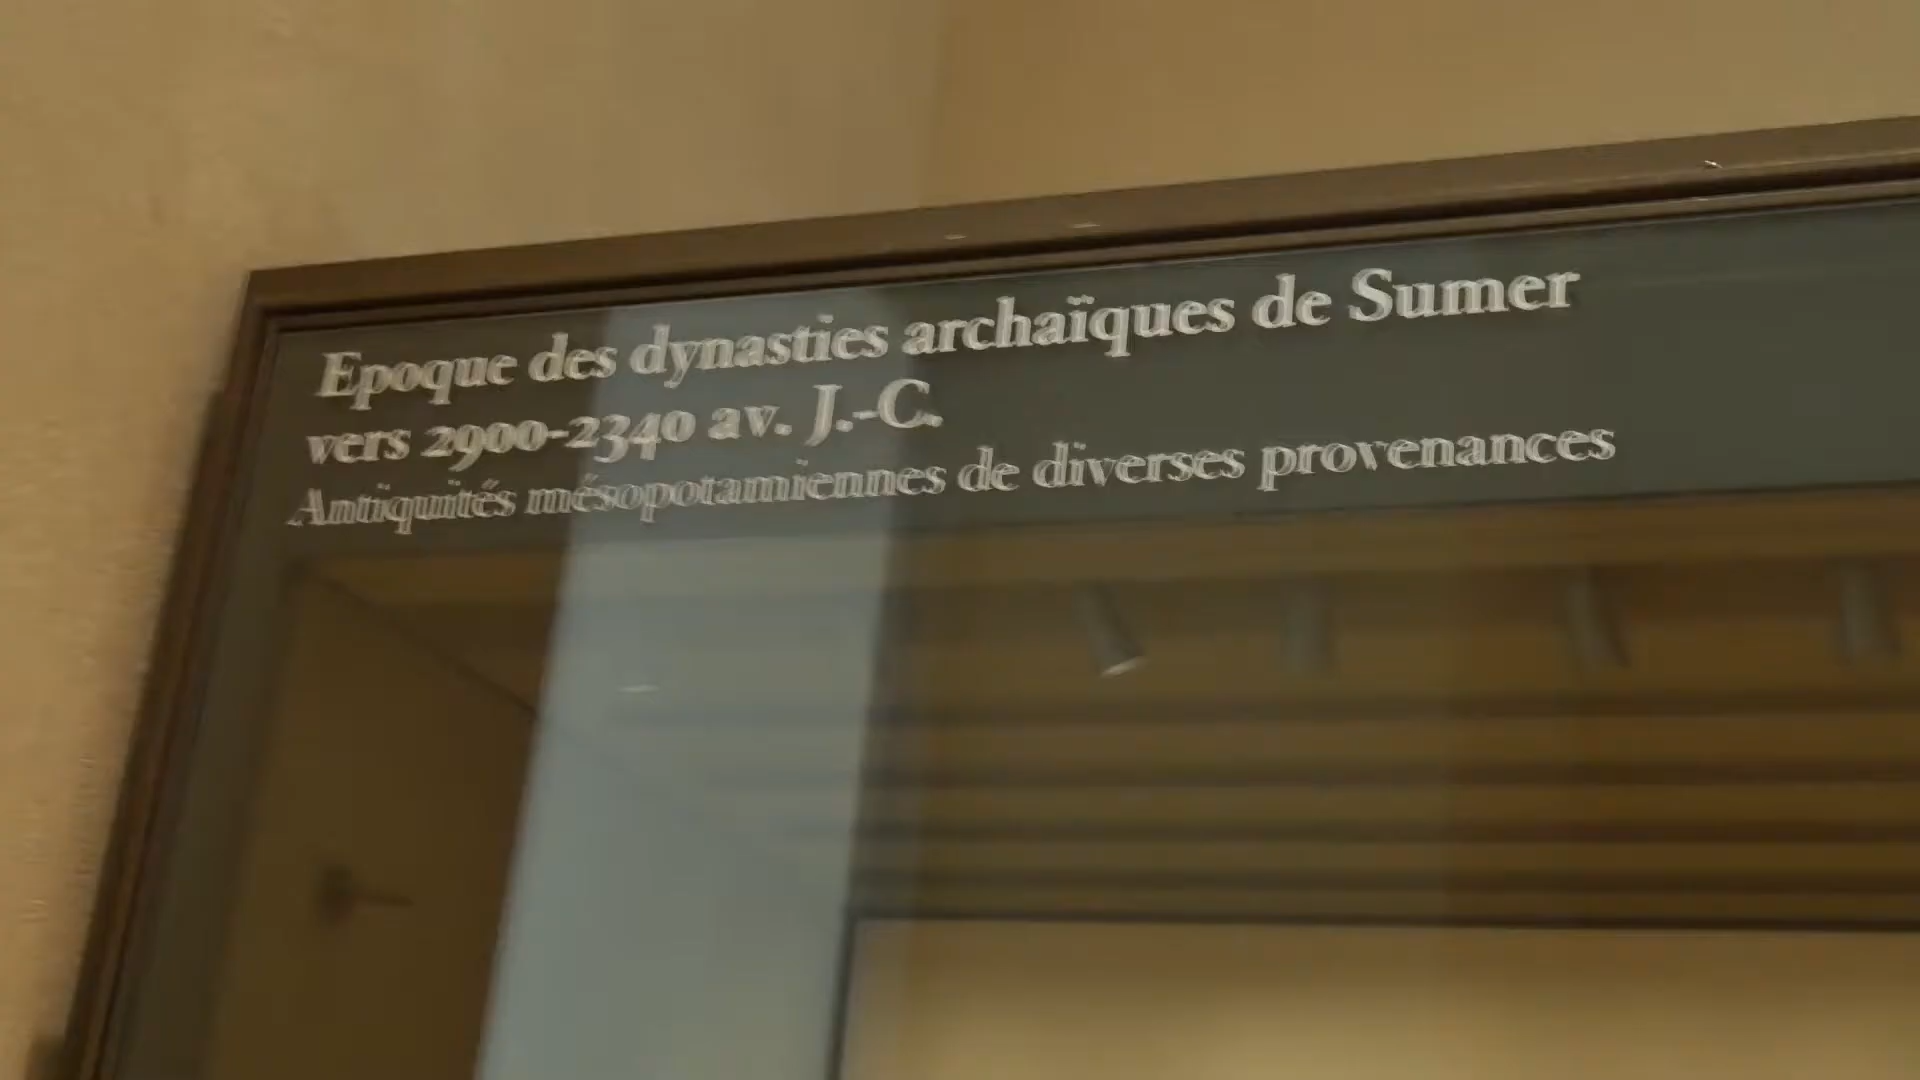 Epoque des dynasties archaïques de Sumer
vers 2900-2340 av. J.-C.
Antiquités mésopotamiennes de diverses provenances